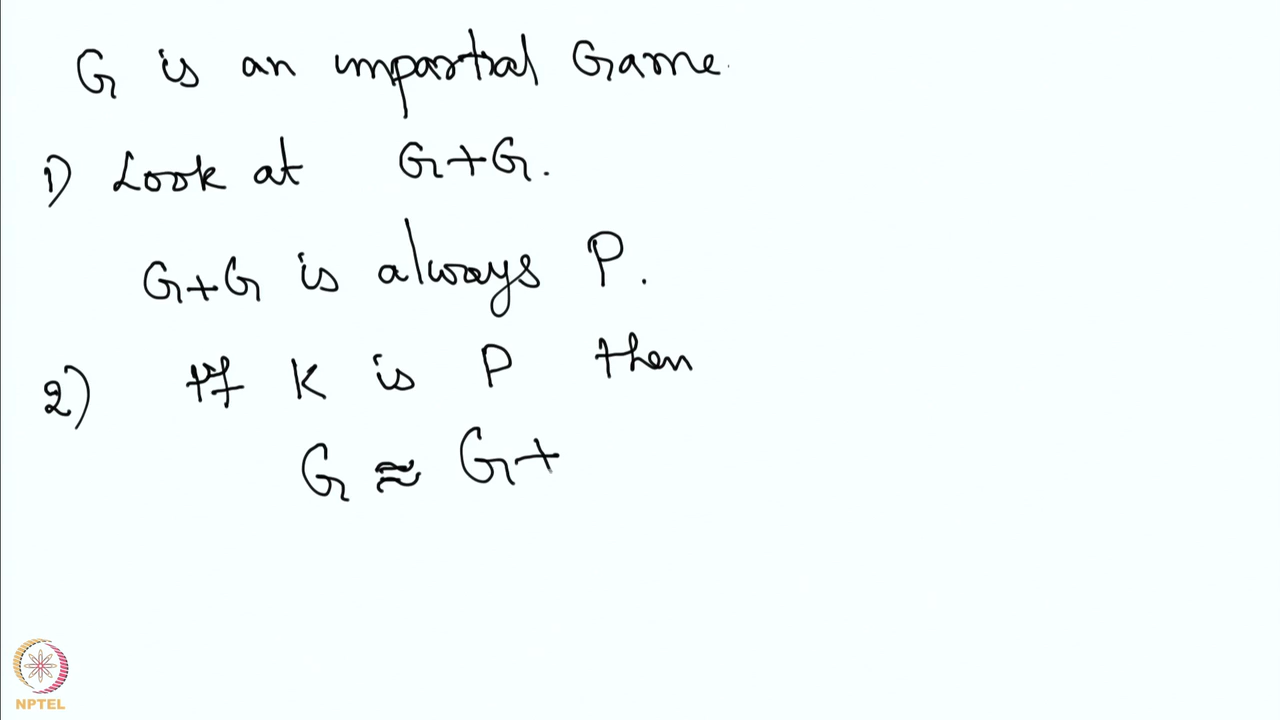 G is an impartial Game.
1) Look at G+G.
G+G is always P.
2) If K is P then
G ≈ G+
NPTEL